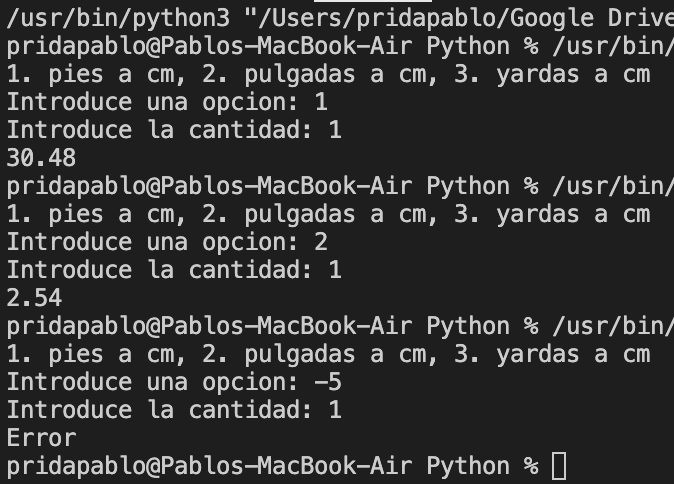 /usr/bin/python3 "/Users/pridapablo/Google Drive
pridapablo@Pablos-MacBook-Air Python % /usr/bin/
1. pies a cm, 2. pulgadas a cm, 3. yardas a cm
Introduce una opcion: 1
Introduce la cantidad: 1
30.48
pridapablo@Pablos-MacBook-Air Python % /usr/bin/
1. pies a cm, 2. pulgadas a cm, 3. yardas a cm
Introduce una opcion: 2
Introduce la cantidad: 1
2.54
pridapablo@Pablos-MacBook-Air Python % /usr/bin/
1. pies a cm, 2. pulgadas a cm, 3. yardas a cm
Introduce una opcion: -5
Introduce la cantidad: 1
Error
pridapablo@Pablos-MacBook-Air Python %